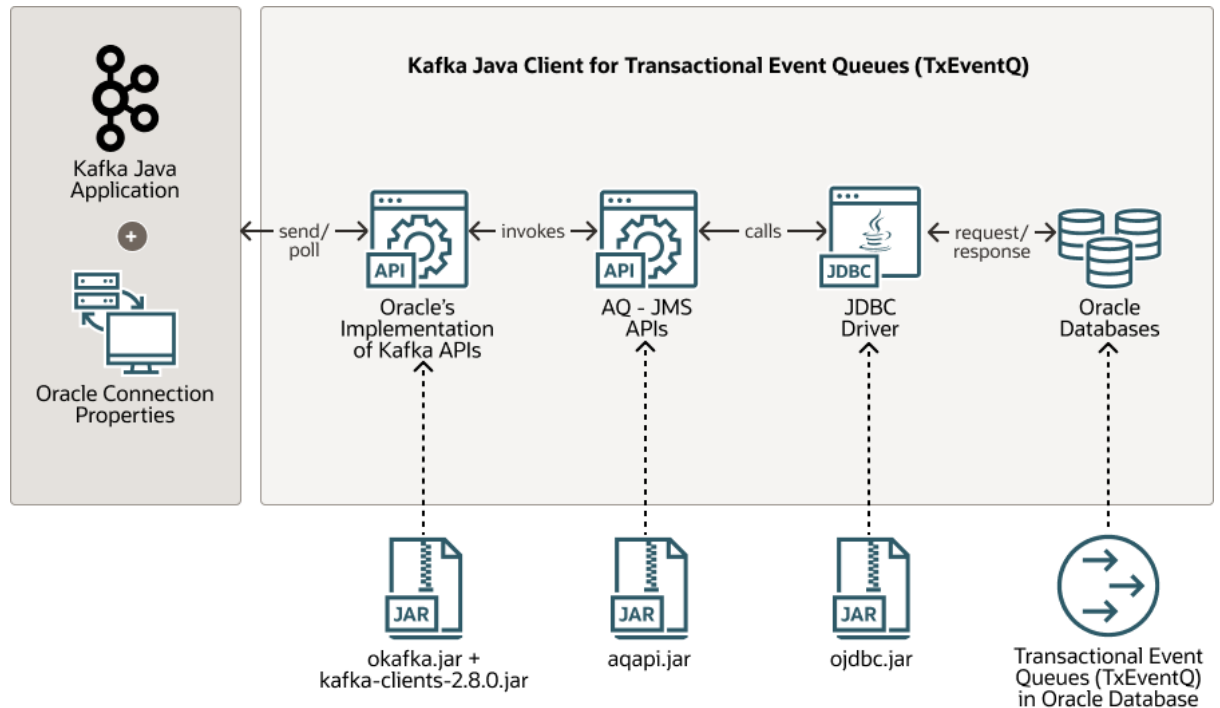 Kafka Java Client for Transactional Event Queues (TxEventQ)
Kafka Java
Application
+
Oracle Connection
Properties
send/
poll
API
Oracle's
Implementation
of Kafka APIs
invokes
API
AQ - JMS
APIs
calls
JDBC
JDBC
Driver
request/
response
Oracle
Databases
JAR
okafka.jar +
kafka-clients-2.8.0.jar
JAR
aqapi.jar
JAR
ojdbc.jar
Transactional Event
Queues (TxEventQ)
in Oracle Database